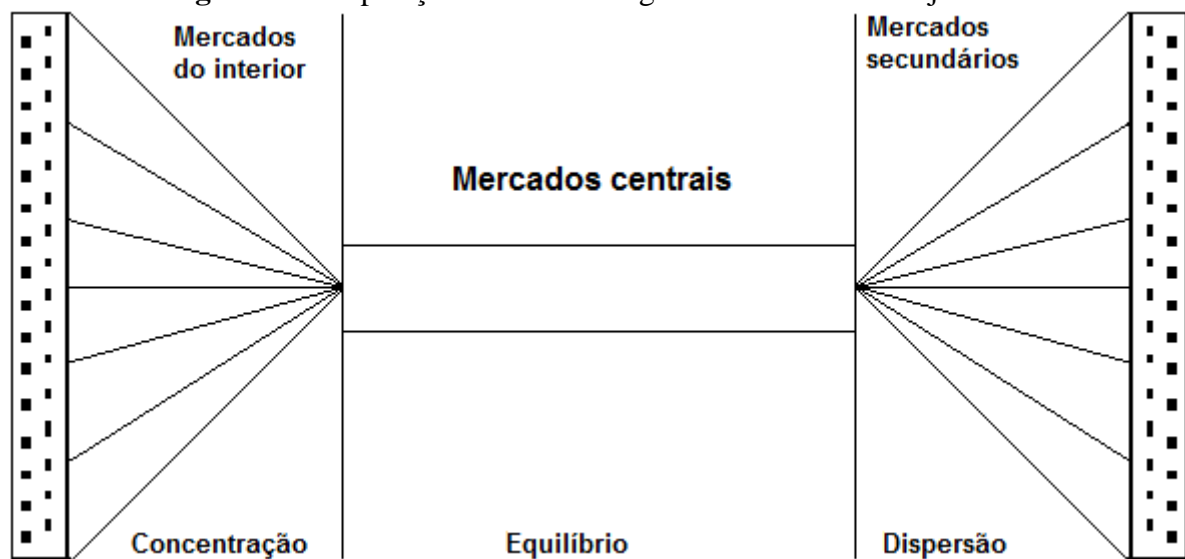 Mercados
do interior
Mercados
secundários
Mercados centrais
Concentração
Equilíbrio
Dispersão